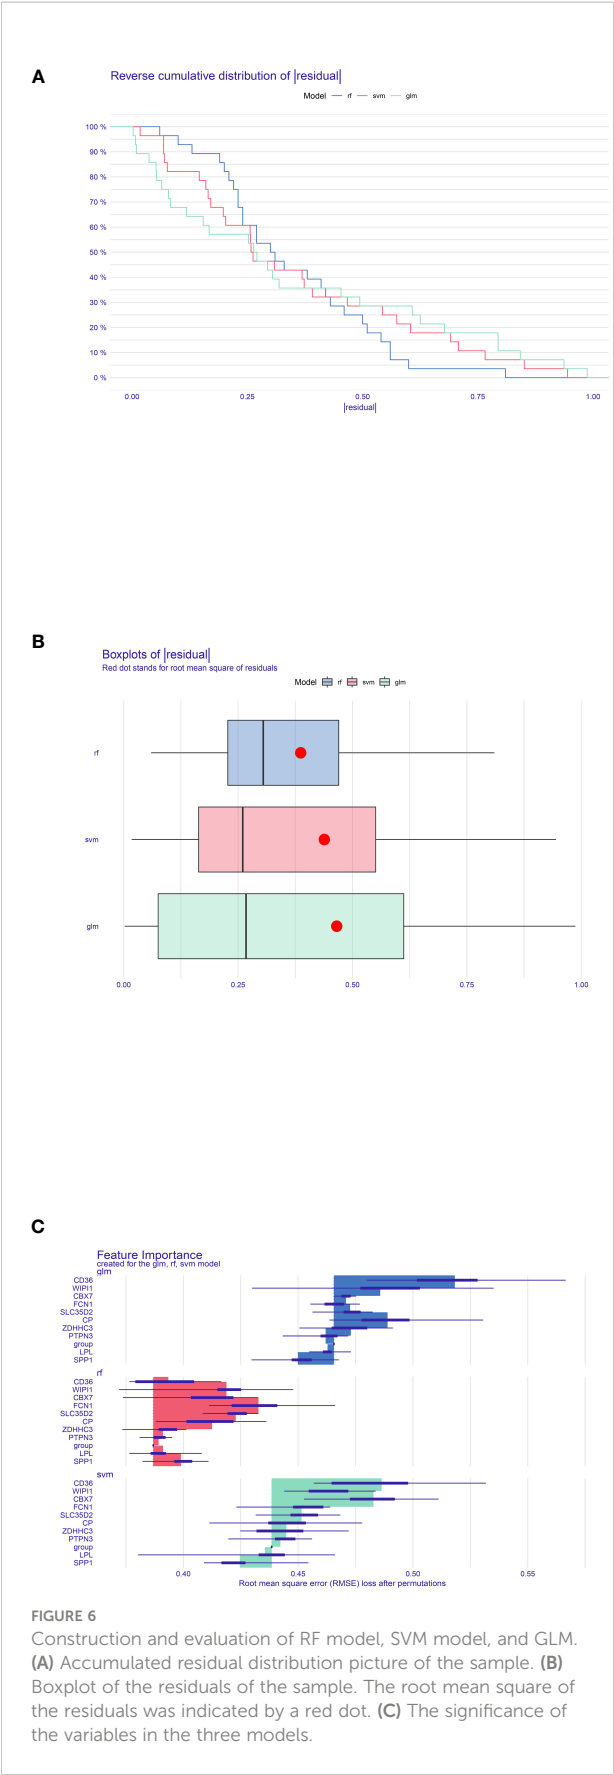 A
Reverse cumulative distribution of |residual|
Model rf svm glm
100 %
90 %
80 %
70 %
60 %
50 %
40 %
30 %
20 %
10 %
0 %
0.00 0.25 0.50 0.75 1.00
|residual|
B
Boxplots of |residual|
Red dot stands for root mean square of residuals
Model rf svm glm
rf
svm
glm
0.00 0.25 0.50 0.75 1.00
C
Feature Importance
created for the glm, rf, svm model
glm
CD36
WIPI1
CBX7
FCN1
SLC35D2
CP
ZDHHC3
PTPN3
group
LPL
SPP1
rf
CD36
WIPI1
CBX7
FCN1
SLC35D2
CP
ZDHHC3
PTPN3
group
LPL
SPP1
svm
CD36
WIPI1
CBX7
FCN1
SLC35D2
CP
ZDHHC3
PTPN3
group
LPL
SPP1
0.40 0.45 0.50 0.55
Root mean square error (RMSE) loss after permutations
FIGURE 6
Construction and evaluation of RF model, SVM model, and GLM.
(A) Accumulated residual distribution picture of the sample. (B)
Boxplot of the residuals of the sample. The root mean square of
the residuals was indicated by a red dot. (C) The significance of
the variables in the three models.